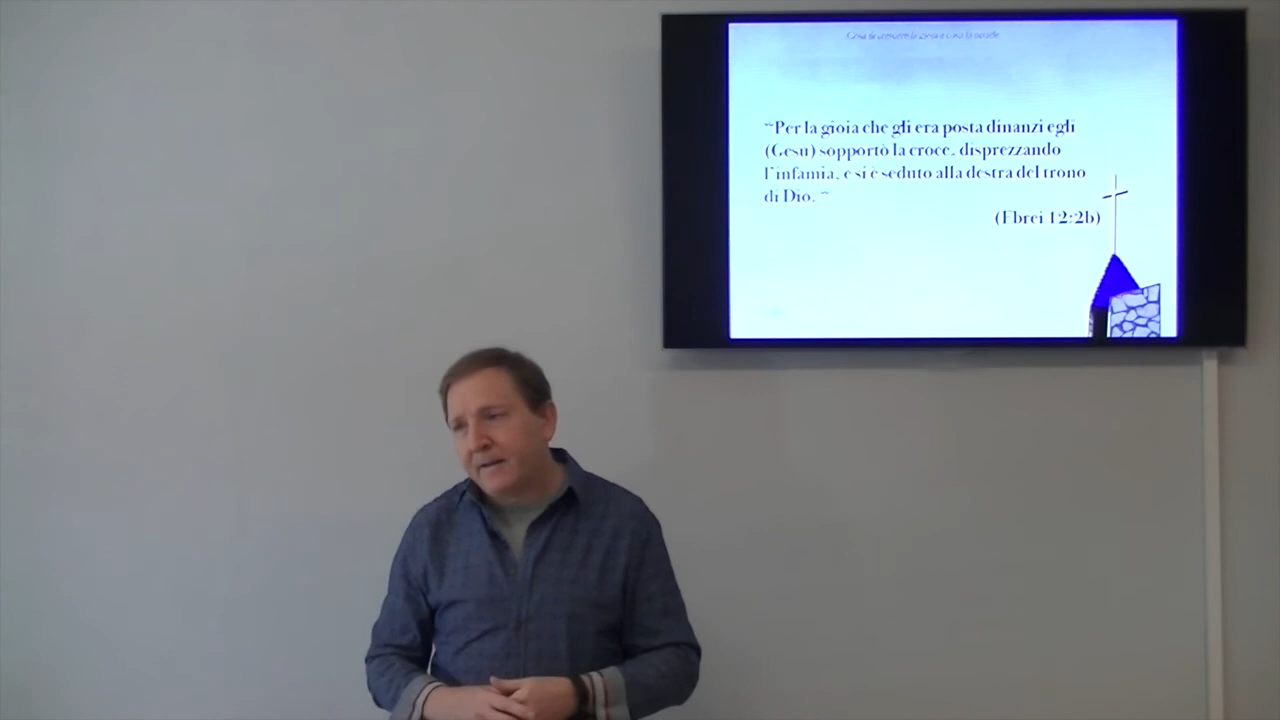 “Per la gioia che gli era posta dinanzi egli
(Gesù) sopportò la croce, disprezzando
l'infamia, e si è seduto alla destra del trono
di Dio. “
(Ebrei 12:2b)